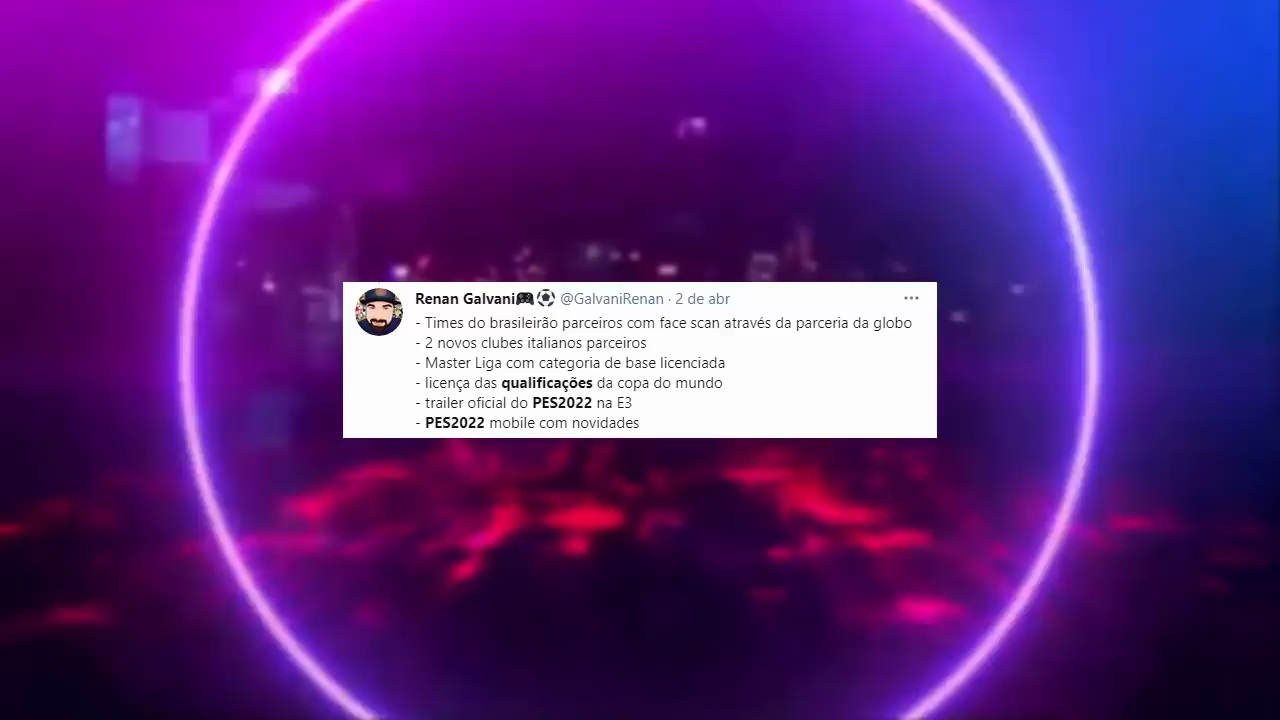 Renan Galvani🎮⚽ @GalvaniRenan · 2 de abr
- Times do brasileirão parceiros com face scan através da parceria da globo
- 2 novos clubes italianos parceiros
- Master Liga com categoria de base licenciada
- licença das qualificações da copa do mundo
- trailer oficial do PES2022 na E3
- PES2022 mobile com novidades